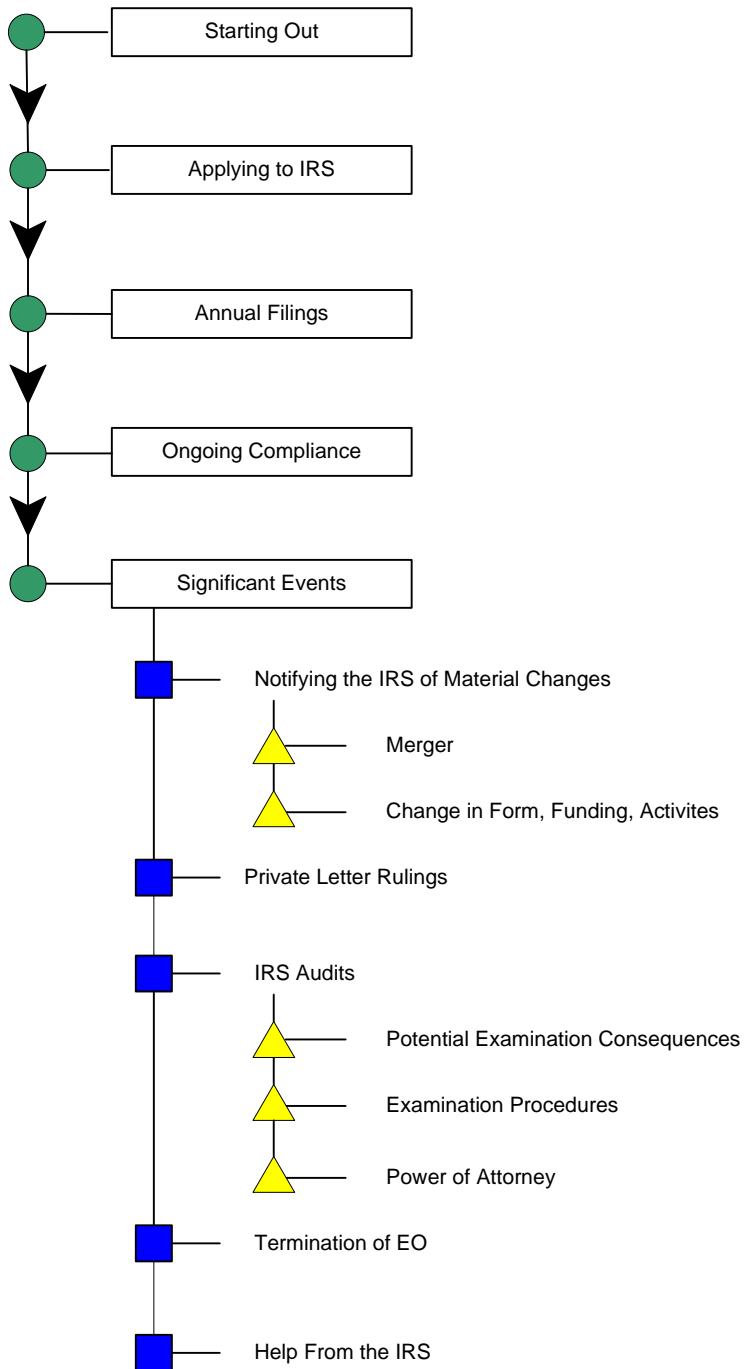 Starting Out
Applying to IRS
Annual Filings
Ongoing Compliance
Significant Events
Notifying the IRS of Material Changes
Merger
Change in Form, Funding, Activites
Private Letter Rulings
IRS Audits
Potential Examination Consequences
Examination Procedures
Power of Attorney
Termination of EO
Help From the IRS